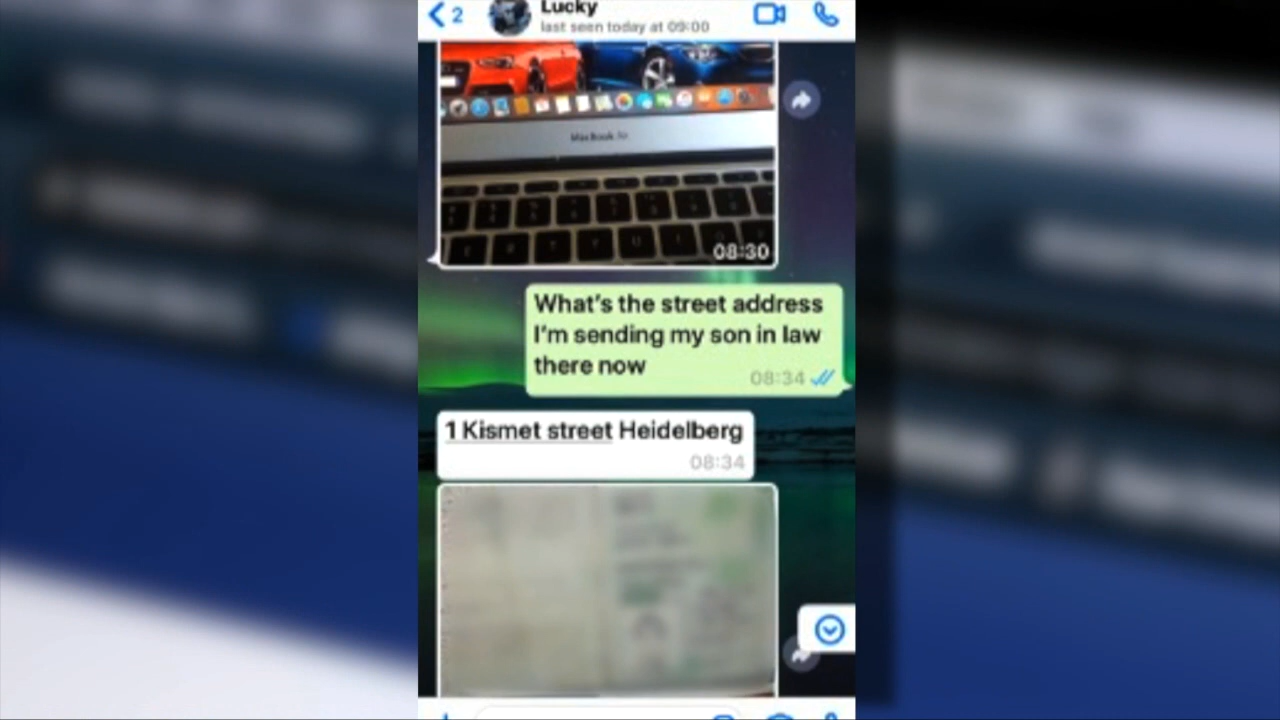 2
Lucky
last seen today at 09:00
MacBook Air
08:30
What's the street address
I'm sending my son in law
there now
08:34
1 Kismet street Heidelberg
08:34